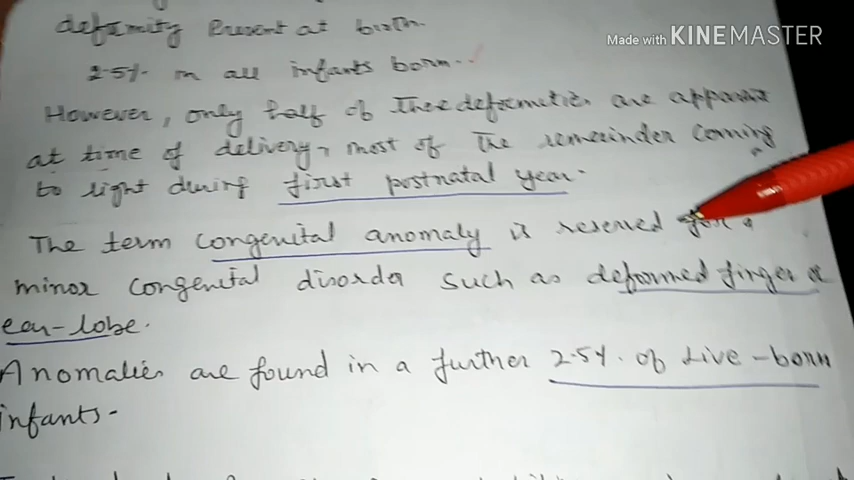 Made with KINEMASTER
deformity Present at birth.
2.5%. in all infants born.
However, only half of these deformities are apparent
at time of delivery, most of the remainder coming
to light during first postnatal year.
The term congenital anomaly is reserved for a
minor congenital disorder such as deformed finger or
ear-lobe.
Anomalies are found in a further 2.5%. of live-born
infants.